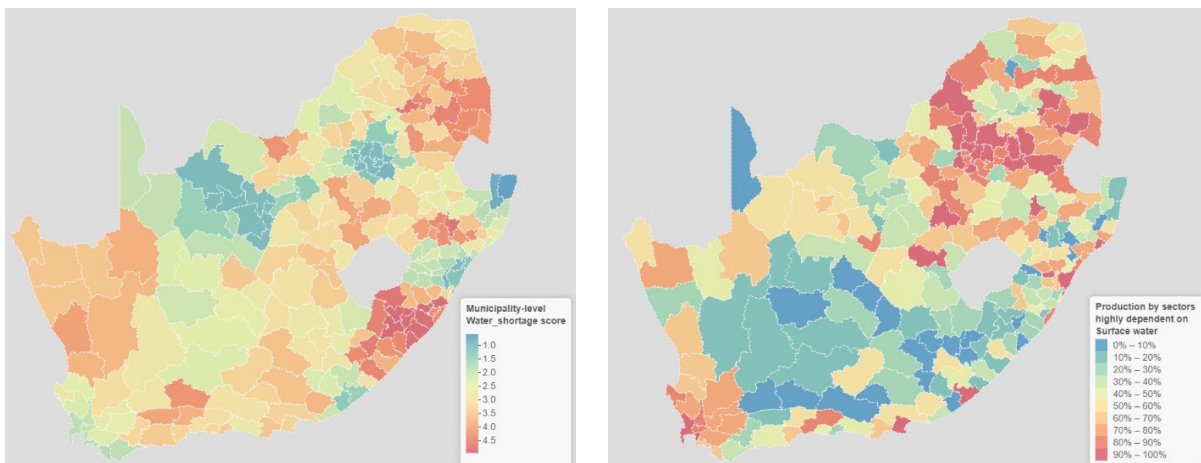 Municipality-level
Water_shortage score
1.0
1.5
2.0
2.5
3.0
3.5
4.0
4.5
Production by sectors
highly dependent on
Surface water
0% – 10%
10% – 20%
20% – 30%
30% – 40%
40% – 50%
50% – 60%
60% – 70%
70% – 80%
80% – 90%
90% – 100%